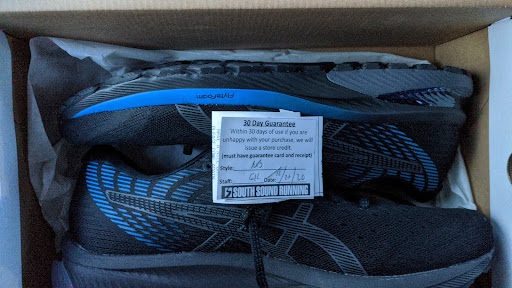 Flytefoam
30 Day Guarantee
Within 30 days of use if you are
unhappy with your purchase, we will
issue a store credit.
(must have guarantee card and receipt)
Style:
Staff: Date:
SOUTH SOUND RUNNING